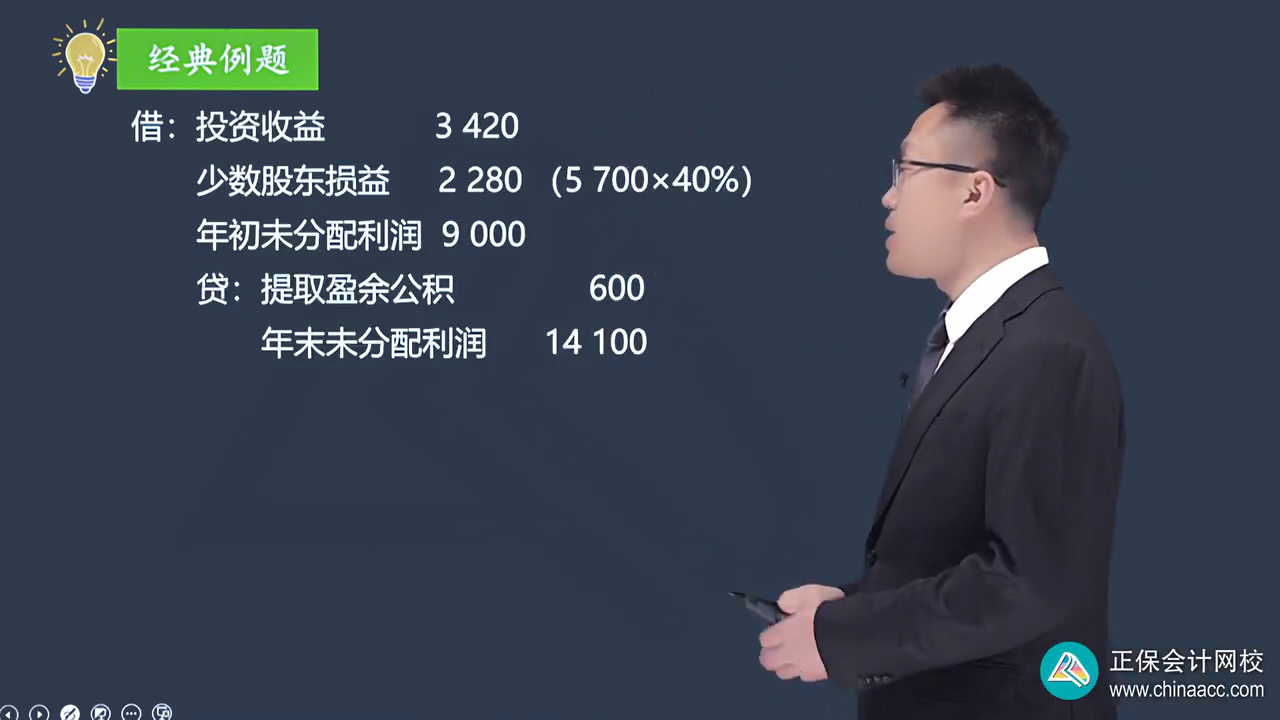 经典例题
借：投资收益 3 420
少数股东损益 2 280 （5 700×40%）
年初未分配利润 9 000
贷：提取盈余公积 600
年末未分配利润 14 100
正保会计网校
www.chinaacc.com